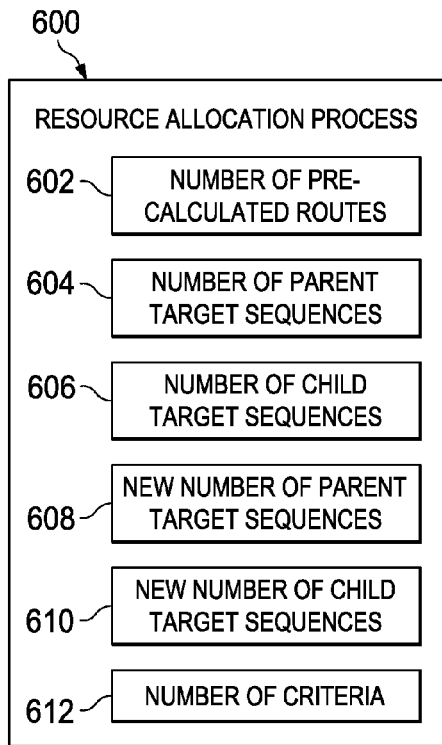 600
RESOURCE ALLOCATION PROCESS
602
NUMBER OF PRE-
CALCULATED ROUTES
604
NUMBER OF PARENT
TARGET SEQUENCES
606
NUMBER OF CHILD
TARGET SEQUENCES
608
NEW NUMBER OF PARENT
TARGET SEQUENCES
610
NEW NUMBER OF CHILD
TARGET SEQUENCES
612
NUMBER OF CRITERIA